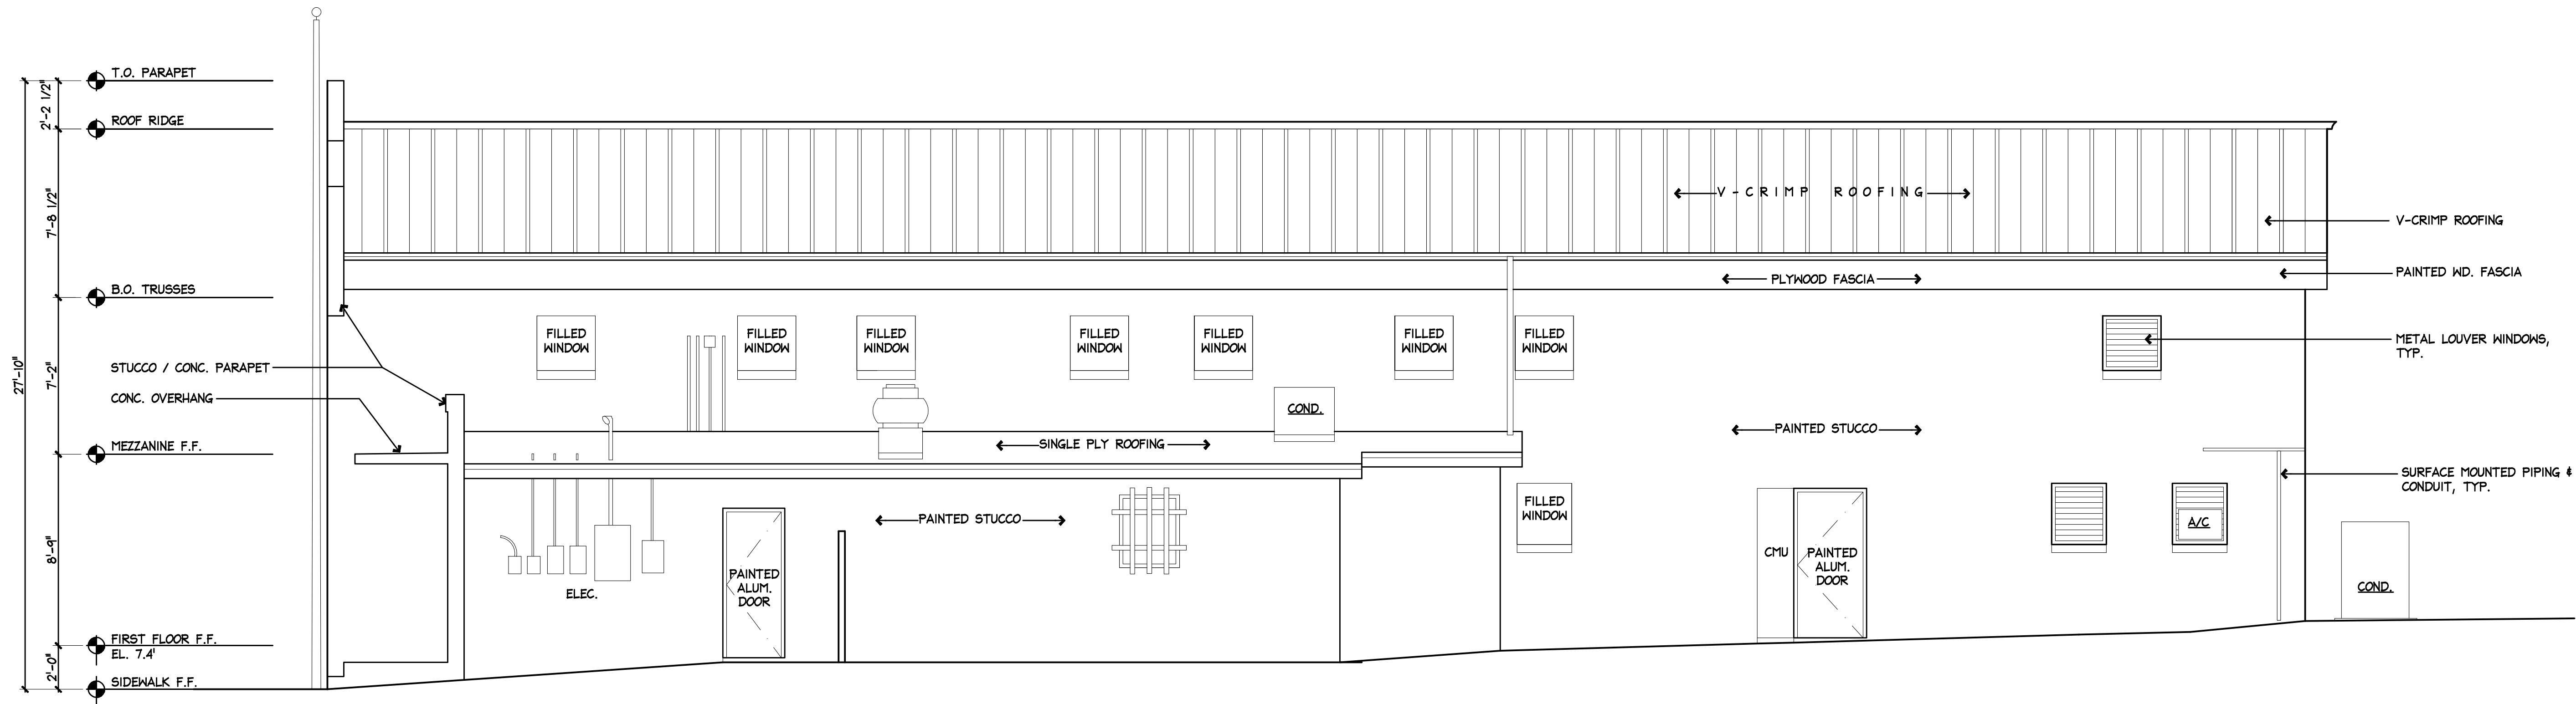 T.O. PARAPET
2'-2 1/2"
ROOF RIDGE
7'-8 1/2"
V-CRIMP ROOFING
V-CRIMP ROOFING
PAINTED WD. FASCIA
PLYWOOD FASCIA
B.O. TRUSSES
FILLED
WINDOW
FILLED
WINDOW
FILLED
WINDOW
FILLED
WINDOW
FILLED
WINDOW
FILLED
WINDOW
FILLED
WINDOW
METAL LOUVER WINDOWS,
TYP.
27'-10"
7'-2"
STUCCO / CONC. PARAPET
CONC. OVERHANG
COND.
PAINTED STUCCO
MEZZANINE F.F.
SINGLE PLY ROOFING
SURFACE MOUNTED PIPING &
CONDUIT, TYP.
8'-9"
PAINTED STUCCO
FILLED
WINDOW
A/C
CMU
PAINTED
ALUM.
DOOR
PAINTED
ALUM.
DOOR
ELEC.
COND.
FIRST FLOOR F.F.
EL. 7.4'
2'-0"
SIDEWALK F.F.